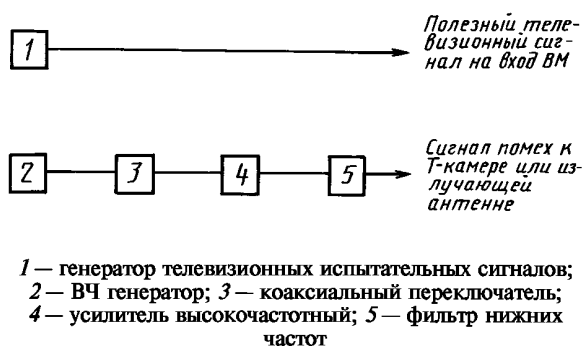 1
Полезный теле-
визионный сиг-
нал на вход ВМ
2 3 4 5
Сигнал помех к
Т-камере или из-
лучающей
антенне
1 — генератор телевизионных испытательных сигналов;
2 — ВЧ генератор; 3 — коаксиальный переключатель;
4 — усилитель высокочастотный; 5 — фильтр нижних
частот